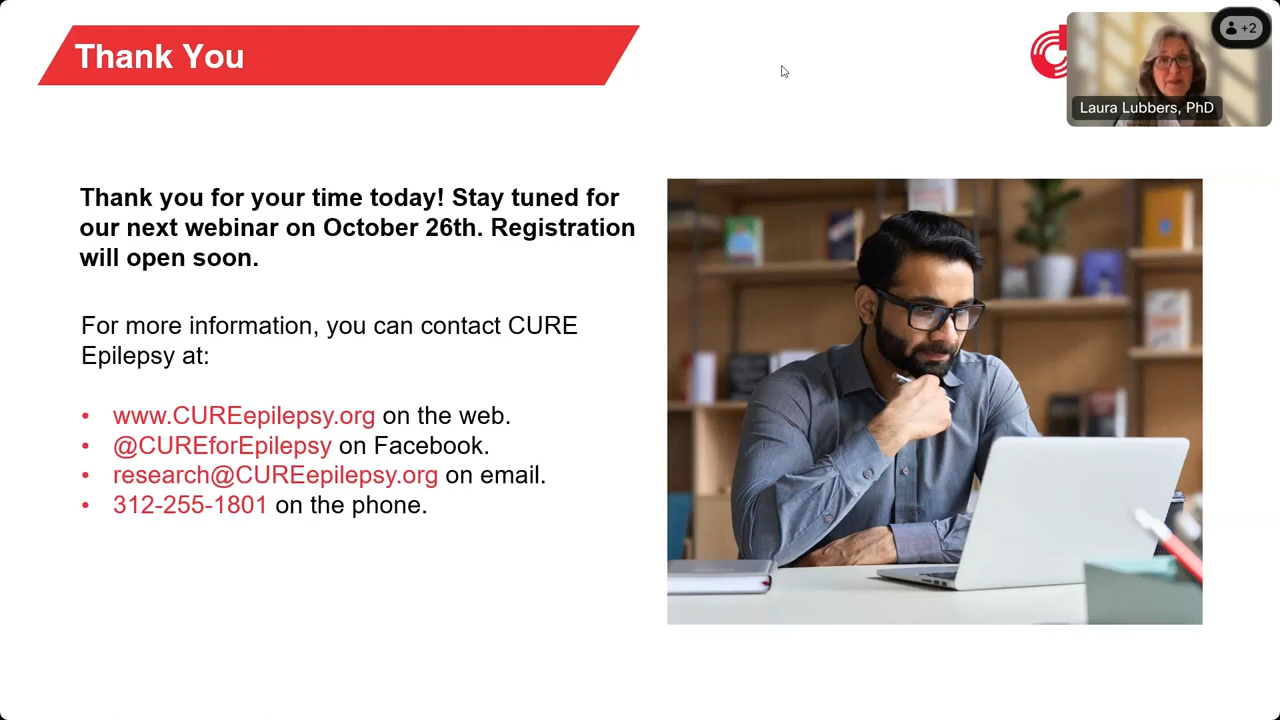 Thank You
+2
Laura Lubbers, PhD
Thank you for your time today! Stay tuned for
our next webinar on October 26th. Registration
will open soon.
For more information, you can contact CURE
Epilepsy at:
• www.CUREepilepsy.org on the web.
• @CUREforEpilepsy on Facebook.
• research@CUREepilepsy.org on email.
• 312-255-1801 on the phone.